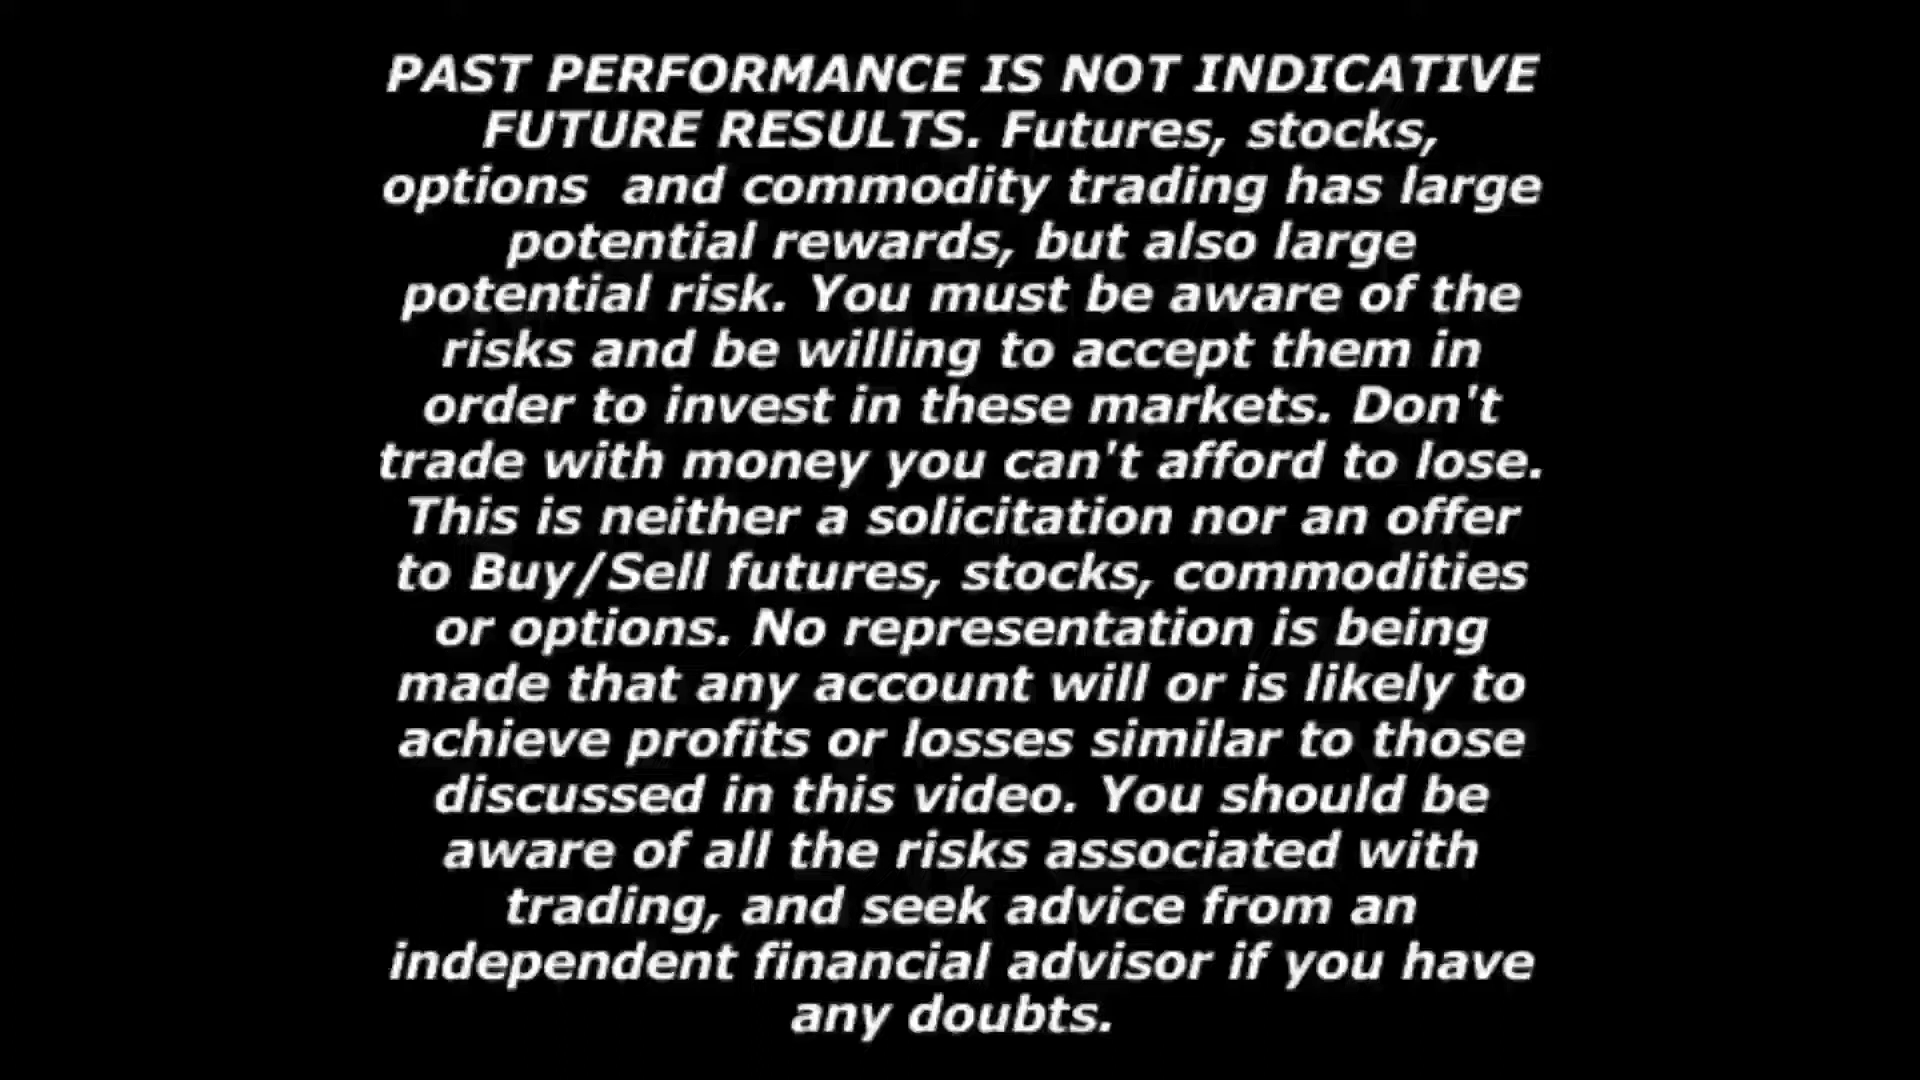 PAST PERFORMANCE IS NOT INDICATIVE
FUTURE RESULTS. Futures, stocks,
options  and commodity trading has large
potential rewards, but also large
potential risk. You must be aware of the
risks and be willing to accept them in
order to invest in these markets. Don't
trade with money you can't afford to lose.
This is neither a solicitation nor an offer
to Buy/Sell futures, stocks, commodities
or options. No representation is being
made that any account will or is likely to
achieve profits or losses similar to those
discussed in this video. You should be
aware of all the risks associated with
trading, and seek advice from an
independent financial advisor if you have
any doubts.